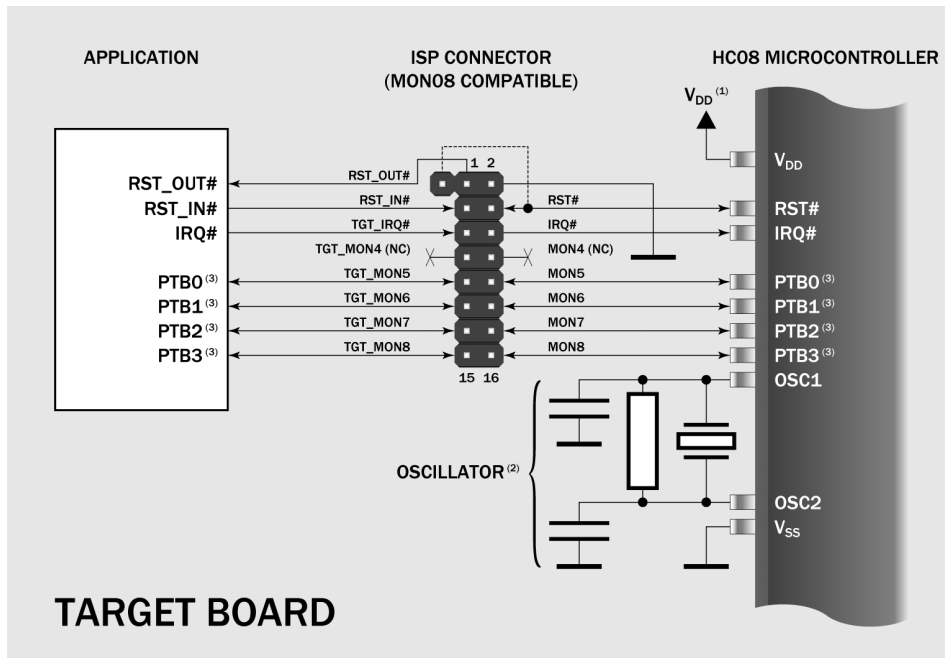 APPLICATION
ISP CONNECTOR
(MON08 COMPATIBLE)
HC08 MICROCONTROLLER
VDD (1)
1 2
VDD
RST_OUT#
RST_OUT#
RST_IN#
RST_IN#
RST#
RST#
IRQ#
TGT_IRQ#
IRQ#
IRQ#
TGT_MON4 (NC)
MON4 (NC)
PTB0 (3)
TGT_MON5
MON5
PTB0 (3)
PTB1 (3)
TGT_MON6
MON6
PTB1 (3)
PTB2 (3)
TGT_MON7
MON7
PTB2 (3)
PTB3 (3)
TGT_MON8
MON8
PTB3 (3)
15 16
OSC1
OSCILLATOR (2)
OSC2
VSS
TARGET BOARD